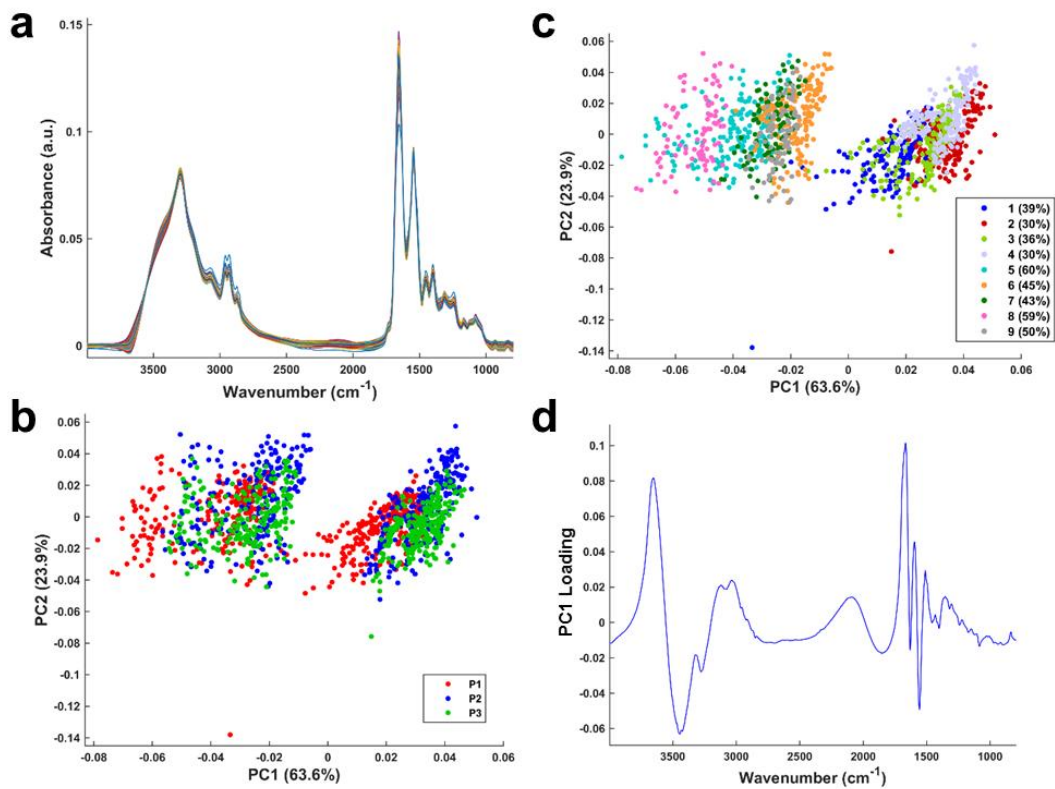 a
0.15
0.1
0.05
0
Absorbance (a.u.)
3500 3000 2500 2000 1500 1000
Wavenumber (cm-1)
c
0.06
0.04
0.02
0
-0.02
-0.04
-0.06
-0.08
-0.1
-0.12
-0.14
PC2 (23.9%)
1 (39%)
2 (30%)
3 (36%)
4 (30%)
5 (60%)
6 (45%)
7 (43%)
8 (59%)
9 (50%)
-0.08 -0.06 -0.04 -0.02 0 0.02 0.04 0.06
PC1 (63.6%)
b
0.06
0.04
0.02
0
-0.02
-0.04
-0.06
-0.08
-0.1
-0.12
-0.14
PC2 (23.9%)
P1
P2
P3
-0.08 -0.06 -0.04 -0.02 0 0.02 0.04 0.06
PC1 (63.6%)
d
0.1
0.08
0.06
0.04
0.02
0
-0.02
-0.04
-0.06
PC1 Loading
3500 3000 2500 2000 1500 1000
Wavenumber (cm-1)